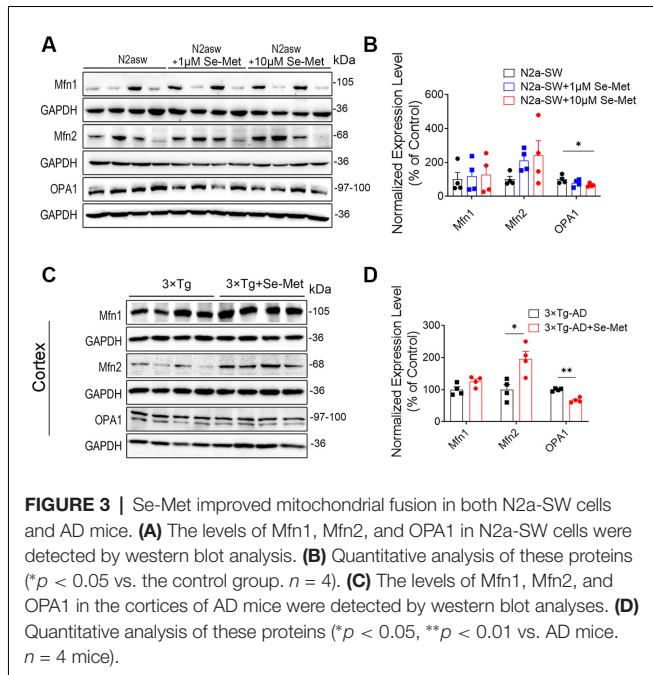 A
N2asw
N2asw +1μM Se-Met
N2asw +10μM Se-Met
kDa
Mfn1
-105
GAPDH
-36
Mfn2
-68
GAPDH
-36
OPA1
-97-100
GAPDH
-36
B
N2a-SW
N2a-SW+1μM Se-Met
N2a-SW+10μM Se-Met
Normalized Expression Level
(% of Control)
600
400
200
0
*
Mfn1
Mfn2
OPA1
C
3×Tg
3×Tg+Se-Met
kDa
Cortex
Mfn1
-105
GAPDH
-36
Mfn2
-68
GAPDH
-36
OPA1
-97-100
GAPDH
-36
D
3×Tg-AD
3×Tg-AD+Se-Met
Normalized Expression Level
(% of Control)
300
200
100
0
*
**
Mfn1
Mfn2
OPA1
FIGURE 3 | Se-Met improved mitochondrial fusion in both N2a-SW cells
and AD mice. (A) The levels of Mfn1, Mfn2, and OPA1 in N2a-SW cells were
detected by western blot analysis. (B) Quantitative analysis of these proteins
(*p < 0.05 vs. the control group. n = 4). (C) The levels of Mfn1, Mfn2, and
OPA1 in the cortices of AD mice were detected by western blot analyses. (D)
Quantitative analysis of these proteins (*p < 0.05, **p < 0.01 vs. AD mice.
n = 4 mice).